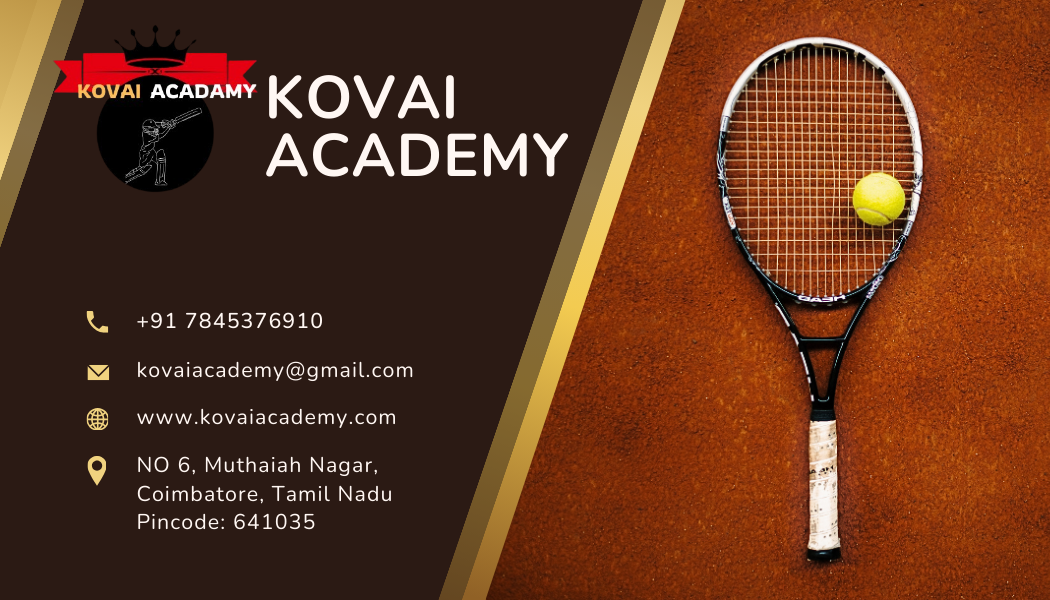 KOVAI ACADAMY
KOVAI
ACADEMY
+91 7845376910
kovaiacademy@gmail.com
www.kovaiacademy.com
NO 6, Muthaiah Nagar,
Coimbatore, Tamil Nadu
Pincode: 641035